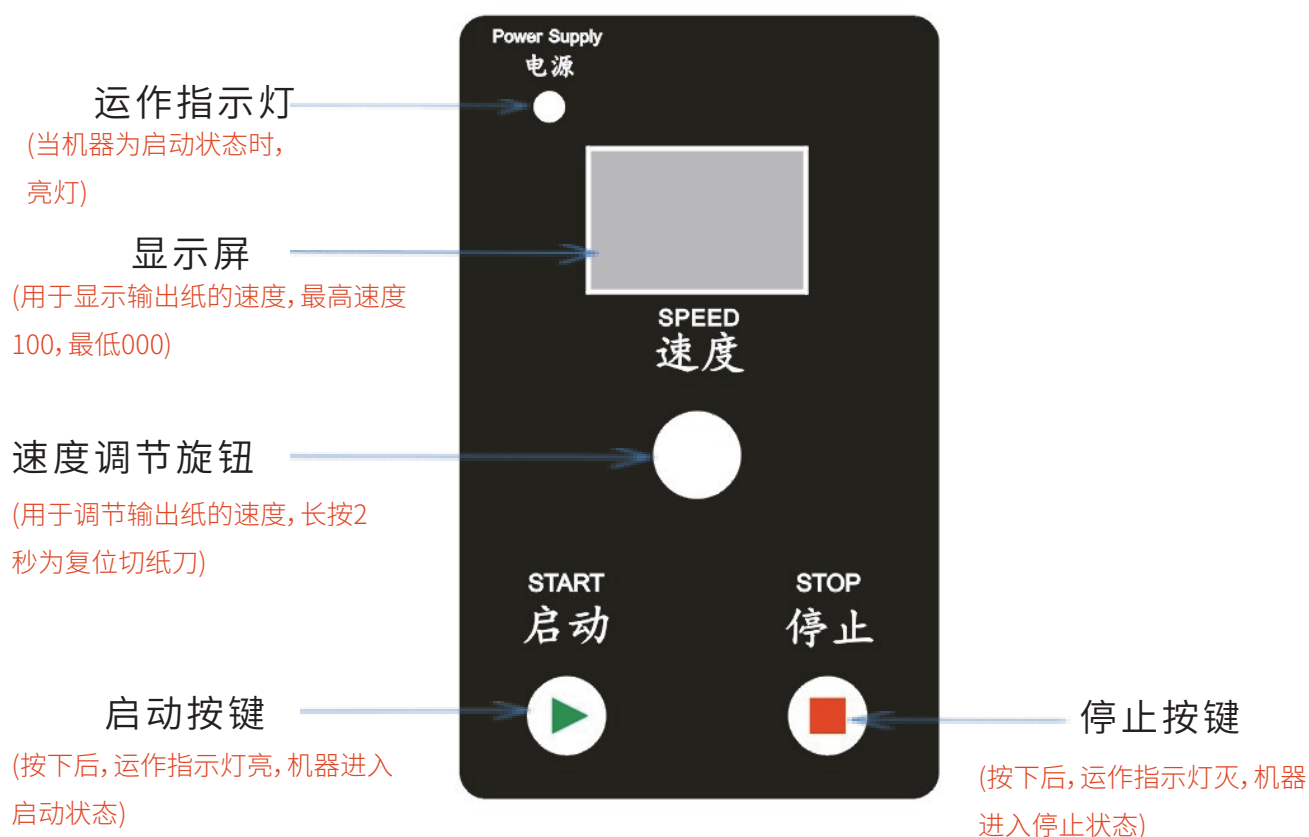 Power Supply
电源
运作指示灯
(当机器为启动状态时,
亮灯)
显示屏
(用于显示输出纸的速度,最高速度
100,最低000)
SPEED
速度
速度调节旋钮
(用于调节输出纸的速度,长按2
秒为复位切纸刀)
START
启动
STOP
停止
启动按键
(按下后,运作指示灯亮,机器进入
启动状态)
停止按键
(按下后,运作指示灯灭,机器
进入停止状态)